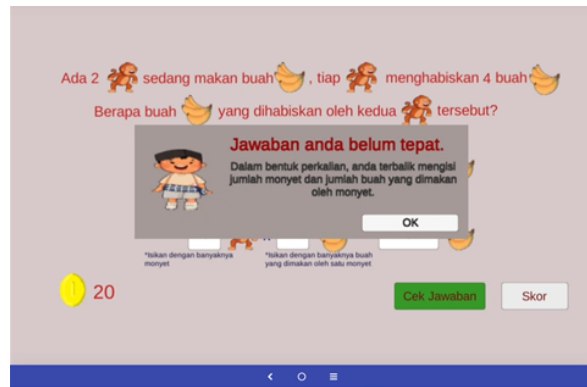 Ada 2 sedang makan buah , tiap menghabiskan 4 buah
Berapa buah yang dihabiskan oleh kedua tersebut?
Jawaban anda belum tepat.
Dalam bentuk perkalian, anda terbalik mengisi
jumlah monyet dan jumlah buah yang dimakan
oleh monyet.
OK
*Isikan dengan banyaknya
monyet
*Isikan dengan banyaknya buah
yang dimakan oleh satu monyet
20
Cek Jawaban
Skor